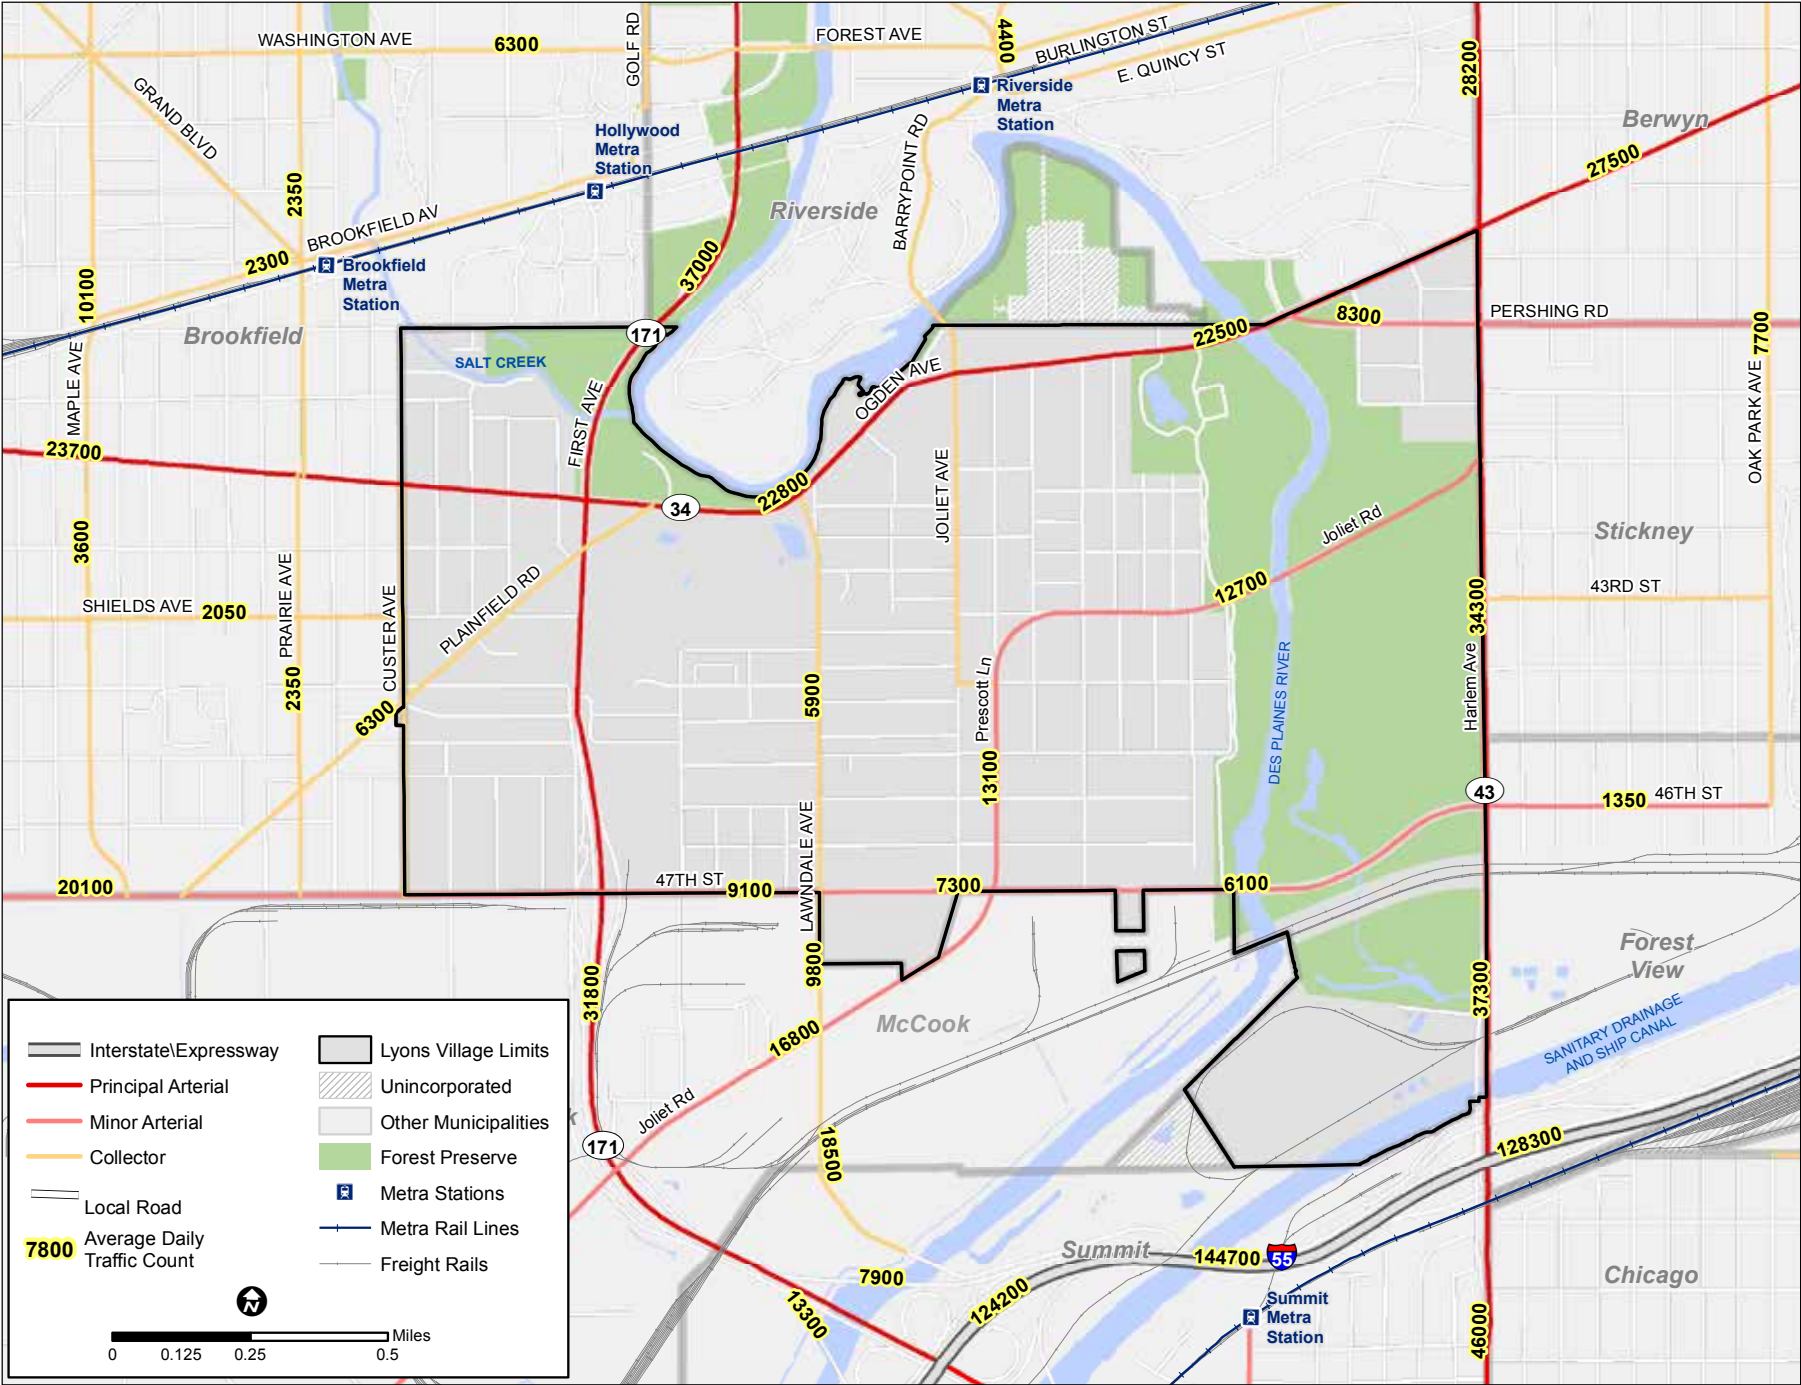 WASHINGTON AVE
6300
GOLF RD
FOREST AVE
4400
BURLINGTON ST
E. QUINCY ST
28200
GRAND BLVD
Riverside
Metra
Station
Berwyn
27500
Hollywood
Metra
Station
2350
BARRYPOINT RD
Riverside
BROOKFIELD AV
2300
Brookfield
Metra
Station
37000
10100
Brookfield
171
22500
8300
PERSHING RD
7700
SALT CREEK
MAPLE AVE
FIRST AVE
OGDEN AVE
OAK PARK AVE
23700
34
22800
JOLIET AVE
Joliet Rd
Stickney
3600
PRAIRIE AVE
SHIELDS AVE
2050
CUSTER AVE
PLAINFIELD RD
12700
34300
43RD ST
2350
6300
5900
Prescott Ln
13100
DES PLAINES RIVER
Harlem Ave
43
1350
46TH ST
LAWNDALE AVE
20100
47TH ST
9100
7300
6100
9800
31800
37300
Forest
View
16800
McCook
SANITARY DRAINAGE
AND SHIP CANAL
Joliet Rd
k
171
18500
128300
Summit
144700
55
7900
124200
13300
Summit
Metra
Station
Chicago
46000
Interstate\Expressway
Principal Arterial
Minor Arterial
Collector
Local Road
7800
Average Daily
Traffic Count
Lyons Village Limits
Unincorporated
Other Municipalities
Forest Preserve
Metra Stations
Metra Rail Lines
Freight Rails
N
Miles
0
0.125
0.25
0.5